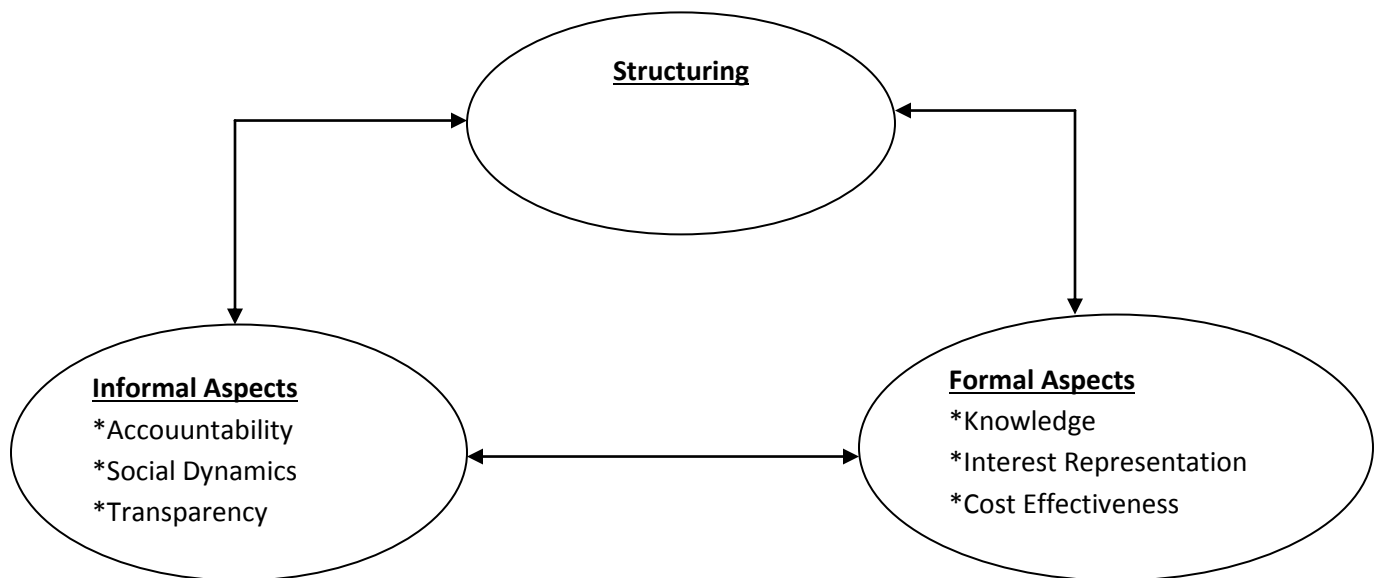 Structuring
Informal Aspects
*Accouuntability
*Social Dynamics
*Transparency
Formal Aspects
*Knowledge
*Interest Representation
*Cost Effectiveness